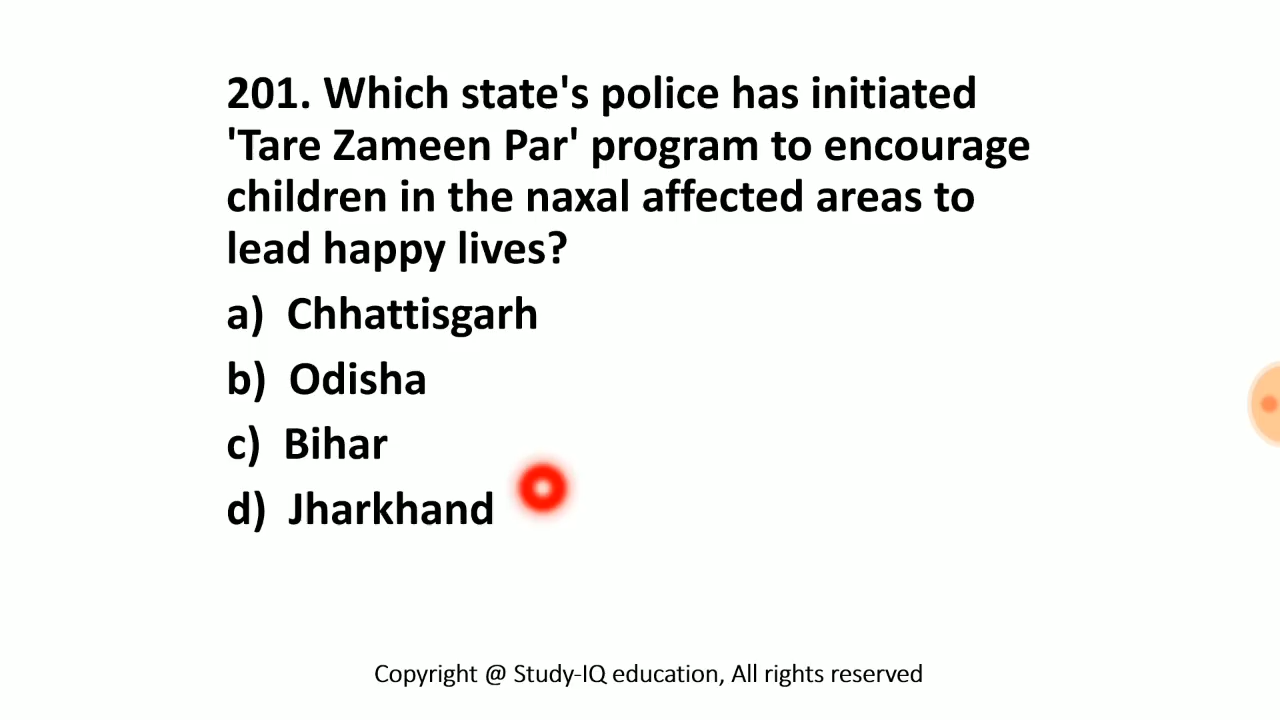 201. Which state's police has initiated
'Tare Zameen Par' program to encourage
children in the naxal affected areas to
lead happy lives?
a) Chhattisgarh
b) Odisha
c) Bihar
d) Jharkhand
Copyright @ Study-IQ education, All rights reserved